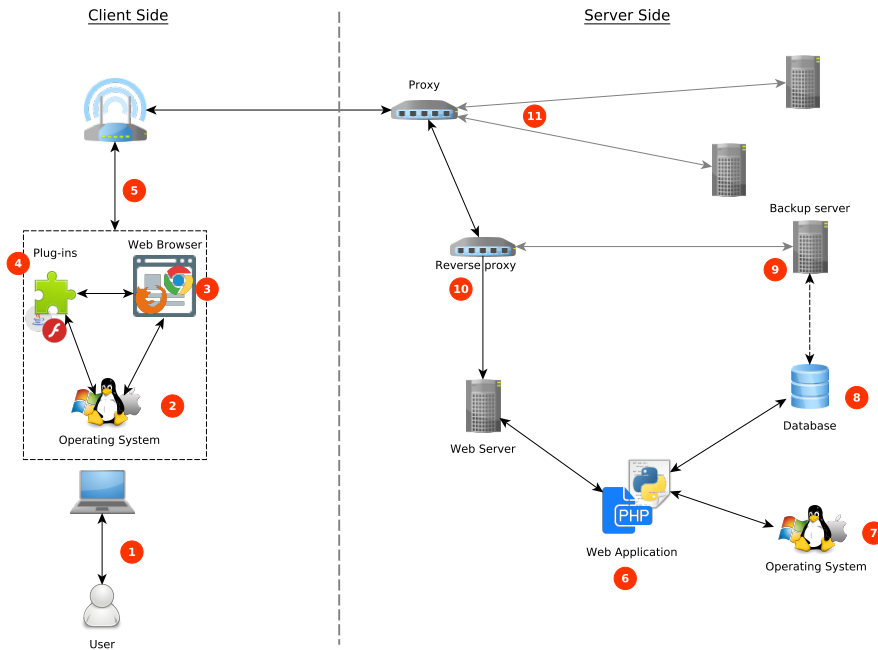 Client Side
Server Side
Proxy
11
5
Backup server
Plug-ins
Web Browser
4
3
9
Reverse proxy
10
2
8
Operating System
Database
Web Server
PHP
7
1
Web Application
Operating System
6
User